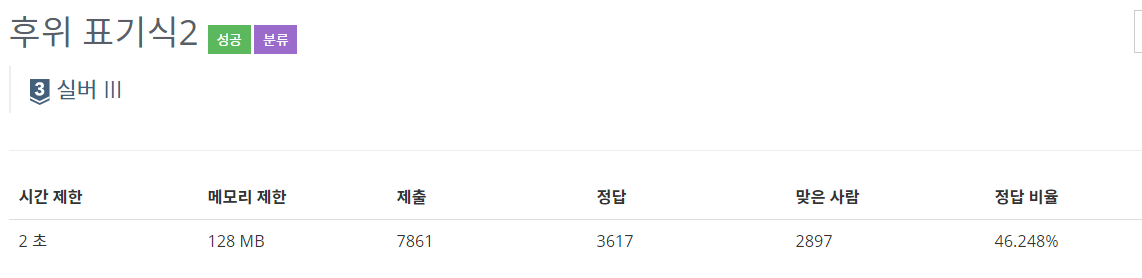 후위 표기식2 성공 분류
3 실버 III
시간 제한 메모리 제한 제출 정답 맞은 사람 정답 비율
2 초 128 MB 7861 3617 2897 46.248%